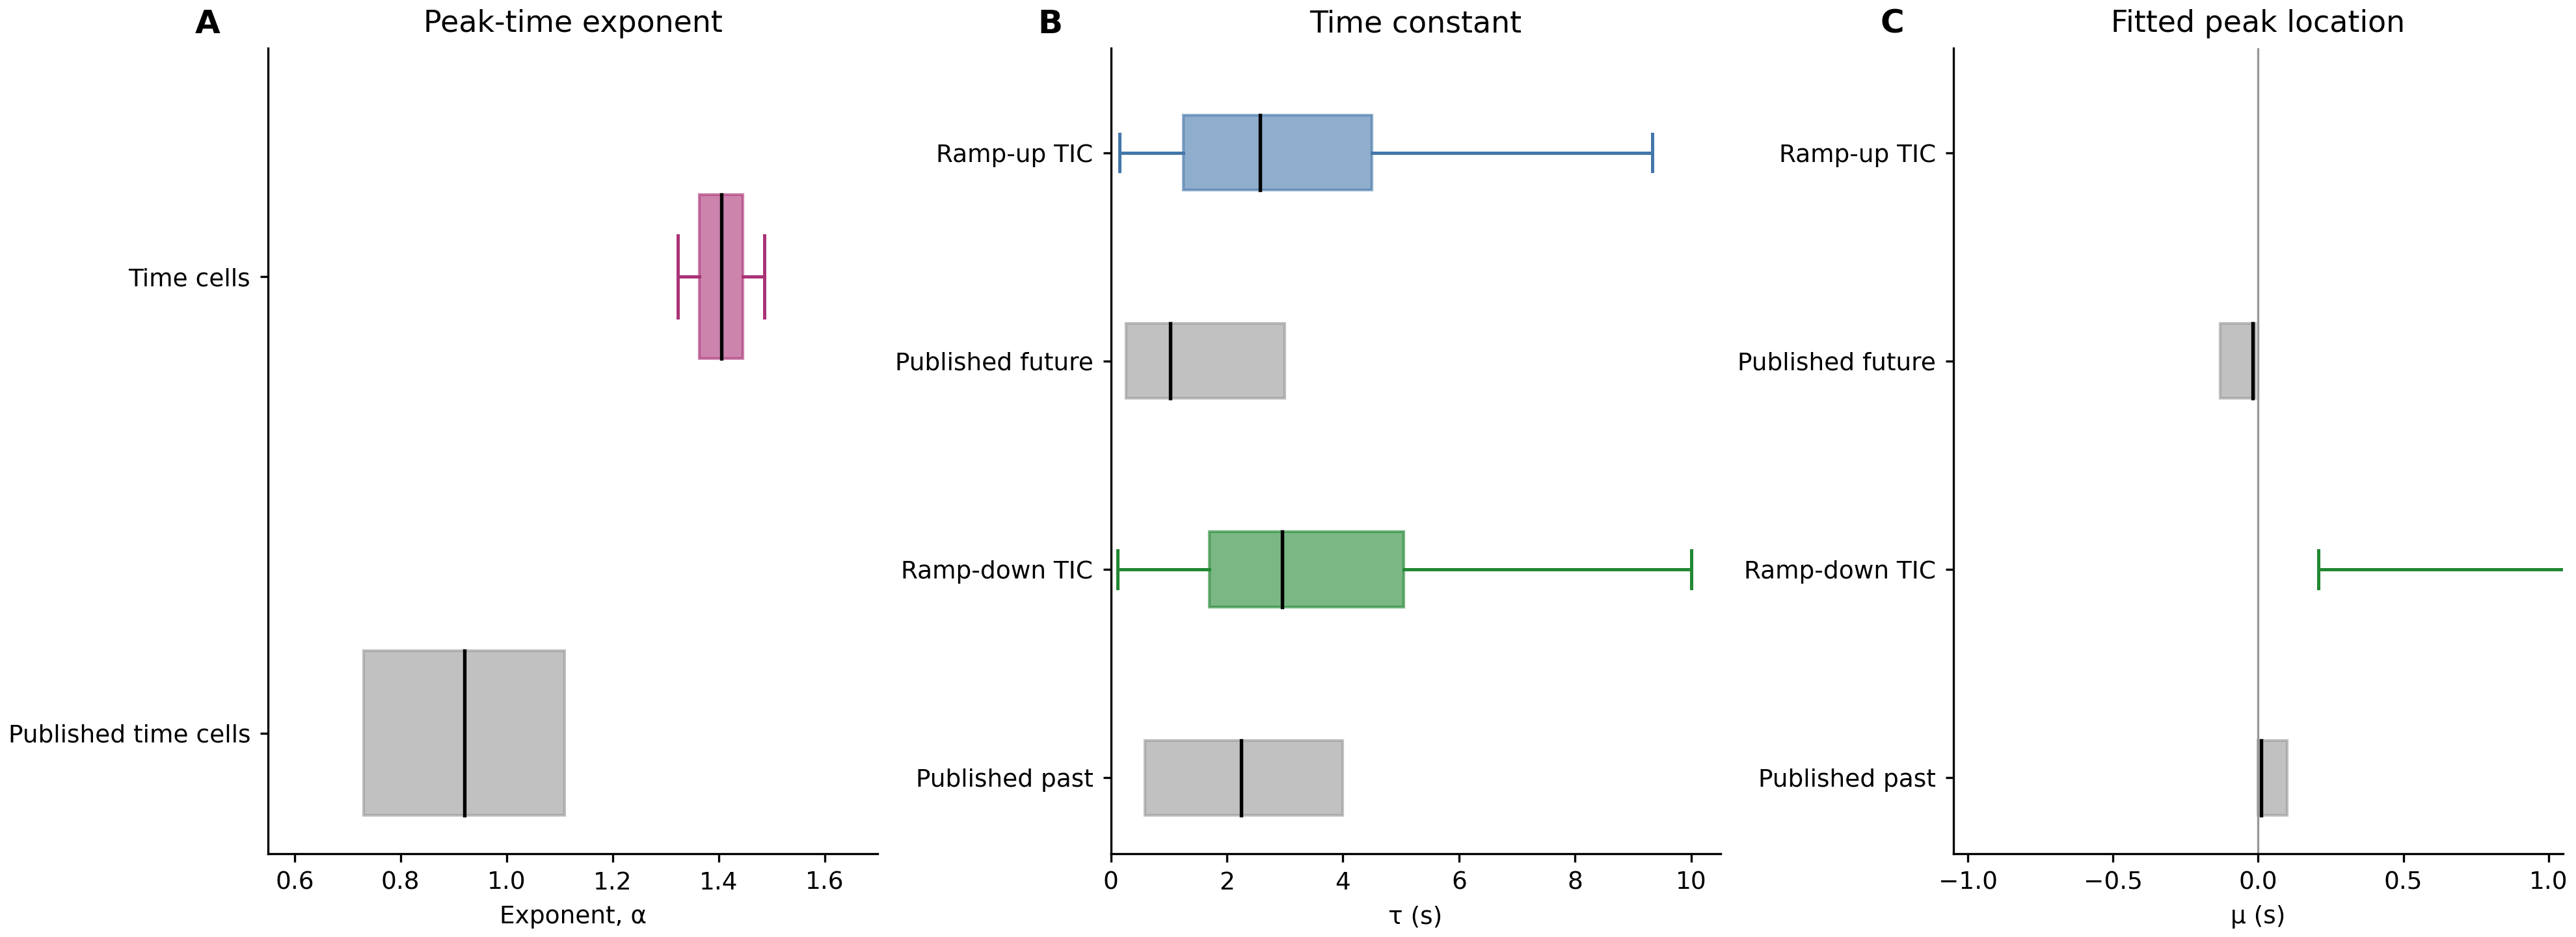 A
Peak-time exponent
Time cells
Published time cells
0.6 0.8 1.0 1.2 1.4 1.6
Exponent, α
B
Time constant
Ramp-up TIC
Published future
Ramp-down TIC
Published past
0 2 4 6 8 10
τ (s)
C
Fitted peak location
Ramp-up TIC
Published future
Ramp-down TIC
Published past
−1.0 −0.5 0.0 0.5 1.0
μ (s)